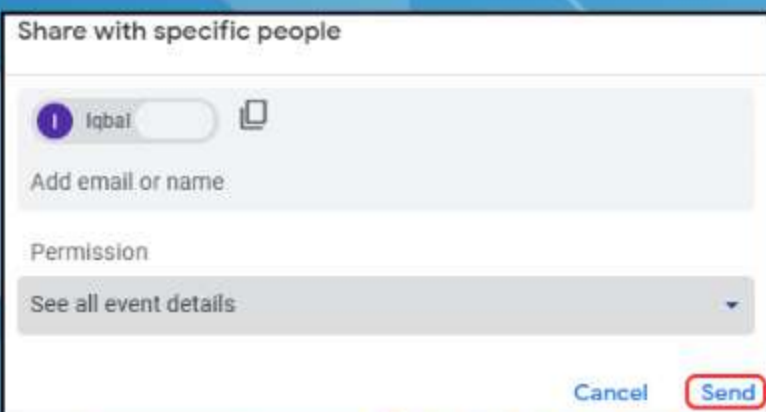 Share with specific people
I Iqbal
Add email or name
Permission
See all event details
Cancel Send